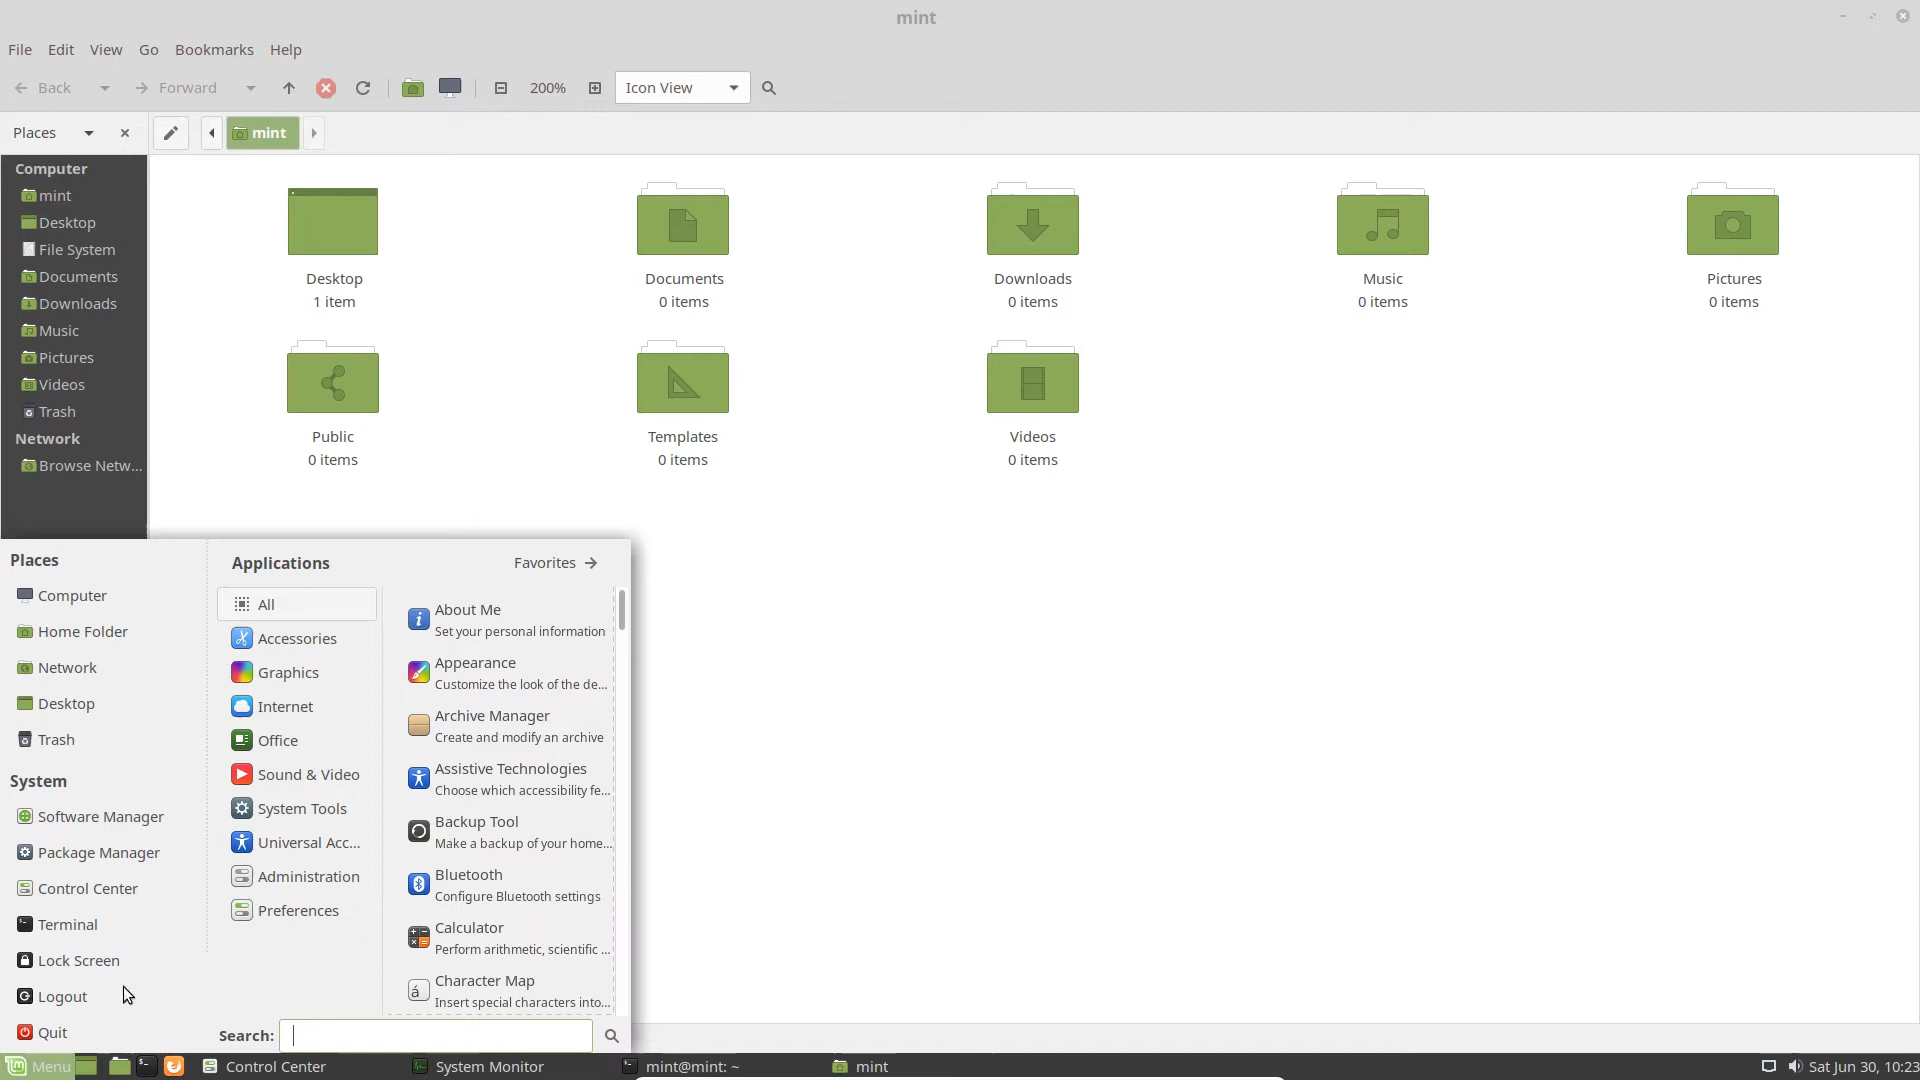 mint
File Edit View Go Bookmarks Help
Back Forward 200% Icon View
Places mint
Computer
mint
Desktop
File System
Documents
Downloads
Music
Pictures
Videos
Trash
Network
Browse Netw...
Desktop Documents Downloads Music Pictures
1 item 0 items 0 items 0 items 0 items
Public Templates Videos
0 items 0 items 0 items
Places
Computer
Home Folder
Network
Desktop
Trash
System
Software Manager
Package Manager
Control Center
Terminal
Lock Screen
Logout
Quit
Applications Favorites
All
Accessories
Graphics
Internet
Office
Sound & Video
System Tools
Universal Acc...
Administration
Preferences
About Me
Set your personal information
Appearance
Customize the look of the de...
Archive Manager
Create and modify an archive
Assistive Technologies
Choose which accessibility fe...
Backup Tool
Make a backup of your home...
Bluetooth
Configure Bluetooth settings
Calculator
Perform arithmetic, scientific ...
Character Map
Insert special characters into...
Search:
Menu Control Center System Monitor mint@mint: ~ mint Sat Jun 30, 10:23